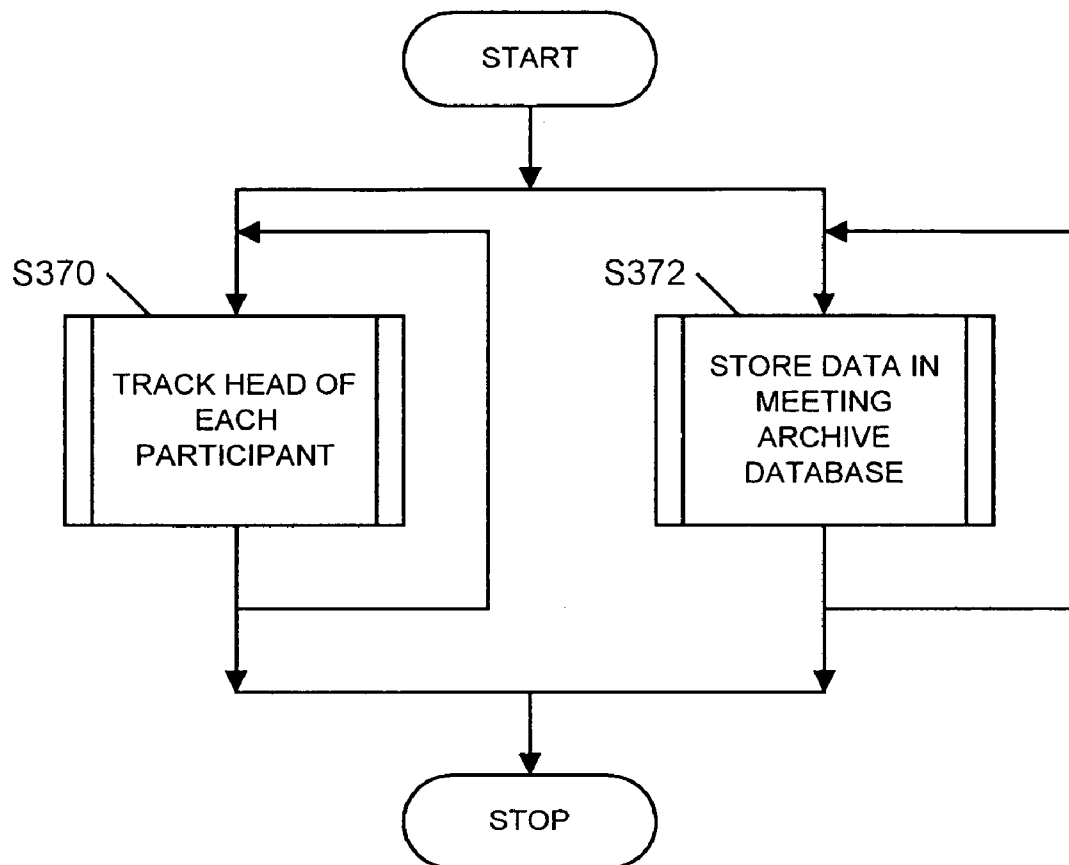 START
S370
TRACK HEAD OF
EACH
PARTICIPANT
S372
STORE DATA IN
MEETING
ARCHIVE
DATABASE
STOP